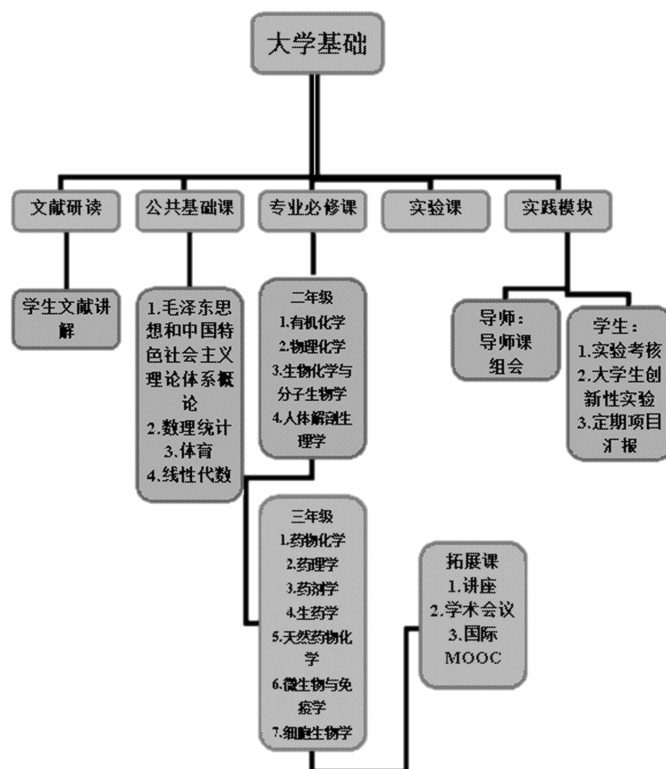 大学基础
文献研读
公共基础课
专业必修课
实验课
实践模块
学生文献讲
解
1.毛泽东思
想和中国特
色社会主义
理论体系概
论
2.数理统计
3.体育
4.线性代数
二年级
1.有机化学
2.物理化学
3.生物化学与
分子生物学
4.人体解剖生
理学
导师：
导师课
组会
学生：
1.实验考核
2.大学生创
新性实验
3.定期项目
汇报
三年级
1.药物化学
2.药理学
3.药剂学
4.生药学
5.天然药物化
学
6.微生物与免
疫学
7.细胞生物学
拓展课
1.讲座
2.学术会议
3.国际
MOOC